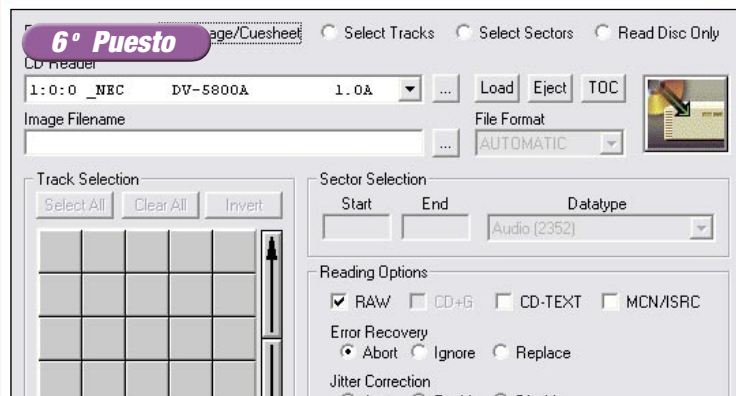 6º Puesto
age/Cuesheet Select Tracks Select Sectors Read Disc Only
CD Reader
1:0:0 _NEC DV-5800A 1.0A ... Load Eject TOC
Image Filename File Format
... AUTOMATIC
Track Selection Sector Selection
Select All Clear All Invert Start End Datatype
Audio (2352)
Reading Options
RAW CD+G CD-TEXT MCN/ISRC
Error Recovery
Abort Ignore Replace
Jitter Correction